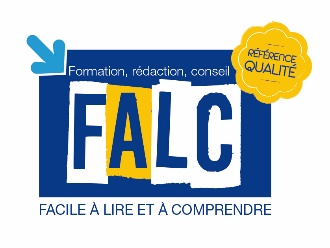 Formation, rédaction, conseil
RÉFÉRENCE
QUALITÉ
FALC
FACILE À LIRE ET À COMPRENDRE